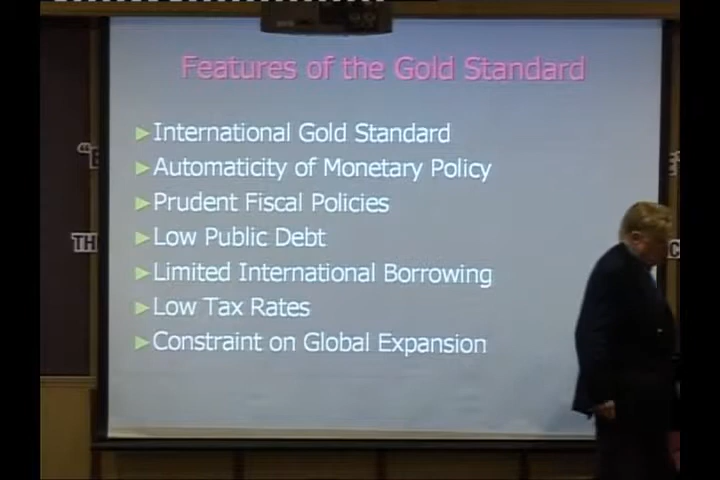 Features of the Gold Standard
International Gold Standard
Automaticity of Monetary Policy
Prudent Fiscal Policies
Low Public Debt
Limited International Borrowing
Low Tax Rates
Constraint on Global Expansion
TH